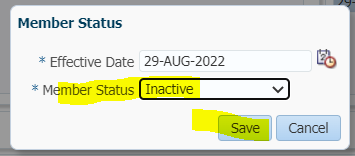 Member Status
* Effective Date 29-AUG-2022
* Member Status Inactive
Save Cancel